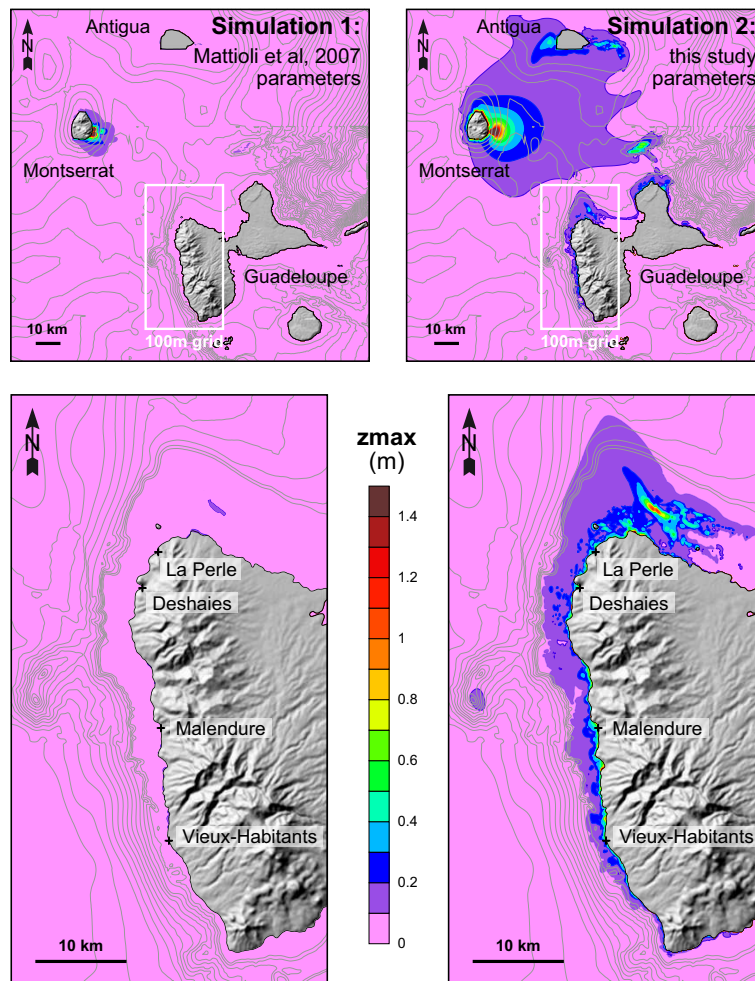 Simulation 1:
Mattioli et al, 2007
parameters
Antigua
N
Montserrat
Guadeloupe
10 km
100m grid
Simulation 2:
this study
parameters
Antigua
N
Montserrat
Guadeloupe
10 km
100m grid
N
La Perle
Deshaies
Malendure
Vieux-Habitants
10 km
zmax
(m)
1.4
1.2
1
0.8
0.6
0.4
0.2
0
N
La Perle
Deshaies
Malendure
Vieux-Habitants
10 km